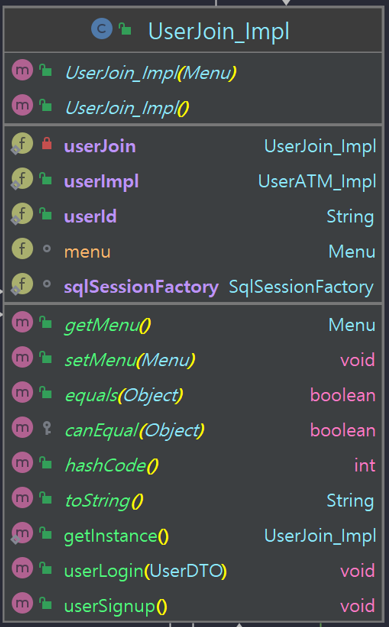 UserJoin_Impl
UserJoin_Impl(Menu)
UserJoin_Impl()
userJoin UserJoin_Impl
userImpl UserATM_Impl
userId String
menu Menu
sqlSessionFactory SqlSessionFactory
getMenu() Menu
setMenu(Menu) void
equals(Object) boolean
canEqual(Object) boolean
hashCode() int
toString() String
getInstance() UserJoin_Impl
userLogin(UserDTO) void
userSignup() void